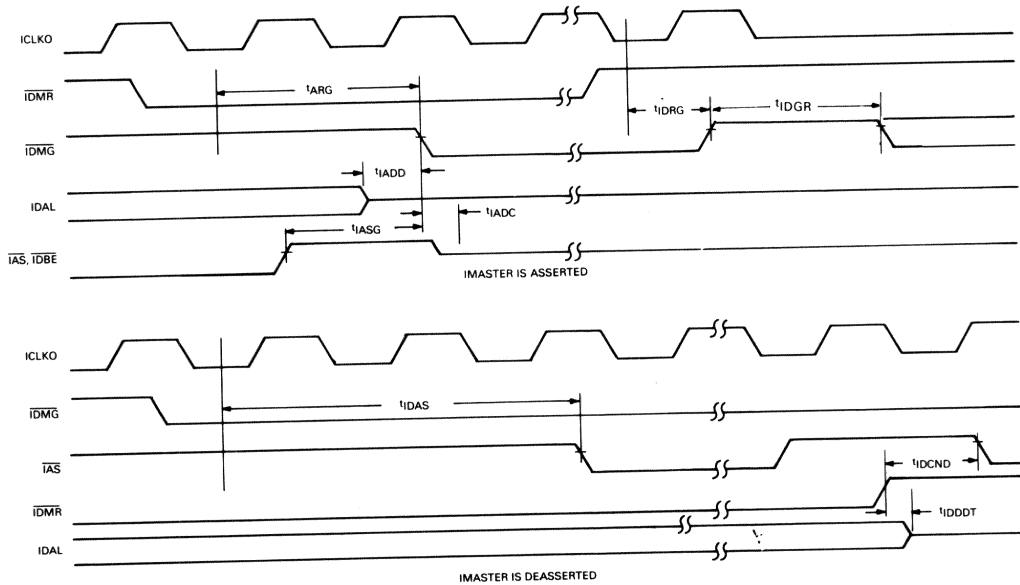 ICLKO
IDMR
tARG
tIDRG
tIDGR
IDMG
tIADD
IDAL
tIADC
tIASG
IAS, IDBE
IMASTER IS ASSERTED
ICLKO
IDMG
tIDAS
IAS
tIDCND
IDMR
tIDDDT
IDAL
IMASTER IS DEASSERTED